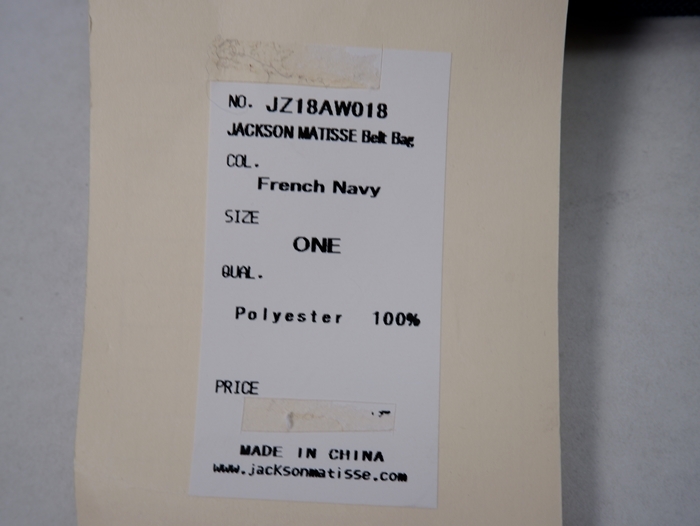 NO. JZ18AW018
JACKSON MATISSE Belt Bag
COL.
French Navy
SIZE
ONE
QUAL.
Polyester 100%
PRICE
MADE IN CHINA
www.jacksonmatisse.com